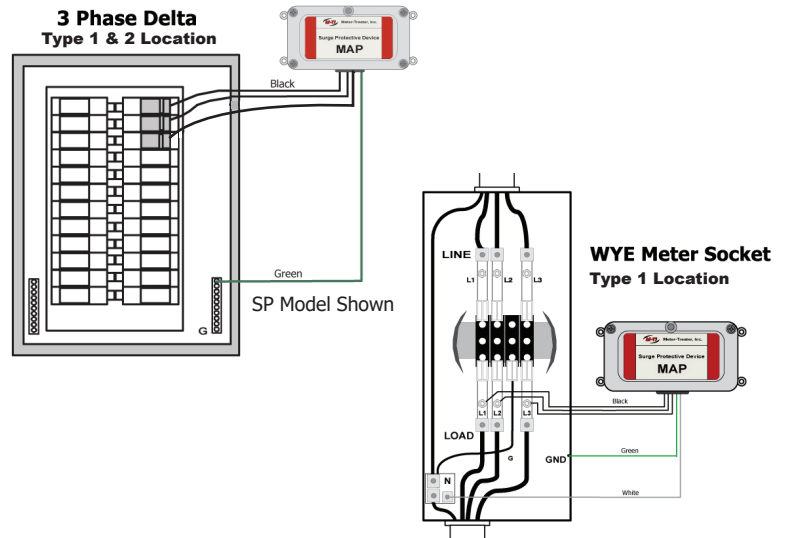 3 Phase Delta
Type 1 & 2 Location
M-TI Meter-Treater, Inc.
Surge Protective Device
MAP
Black
Green
SP Model Shown
G
WYE Meter Socket
Type 1 Location
LINE
L1
L2
L3
M-TI Meter-Treater, Inc.
Surge Protective Device
MAP
Black
L1
L2
L3
LOAD
G
GND
Green
N
White